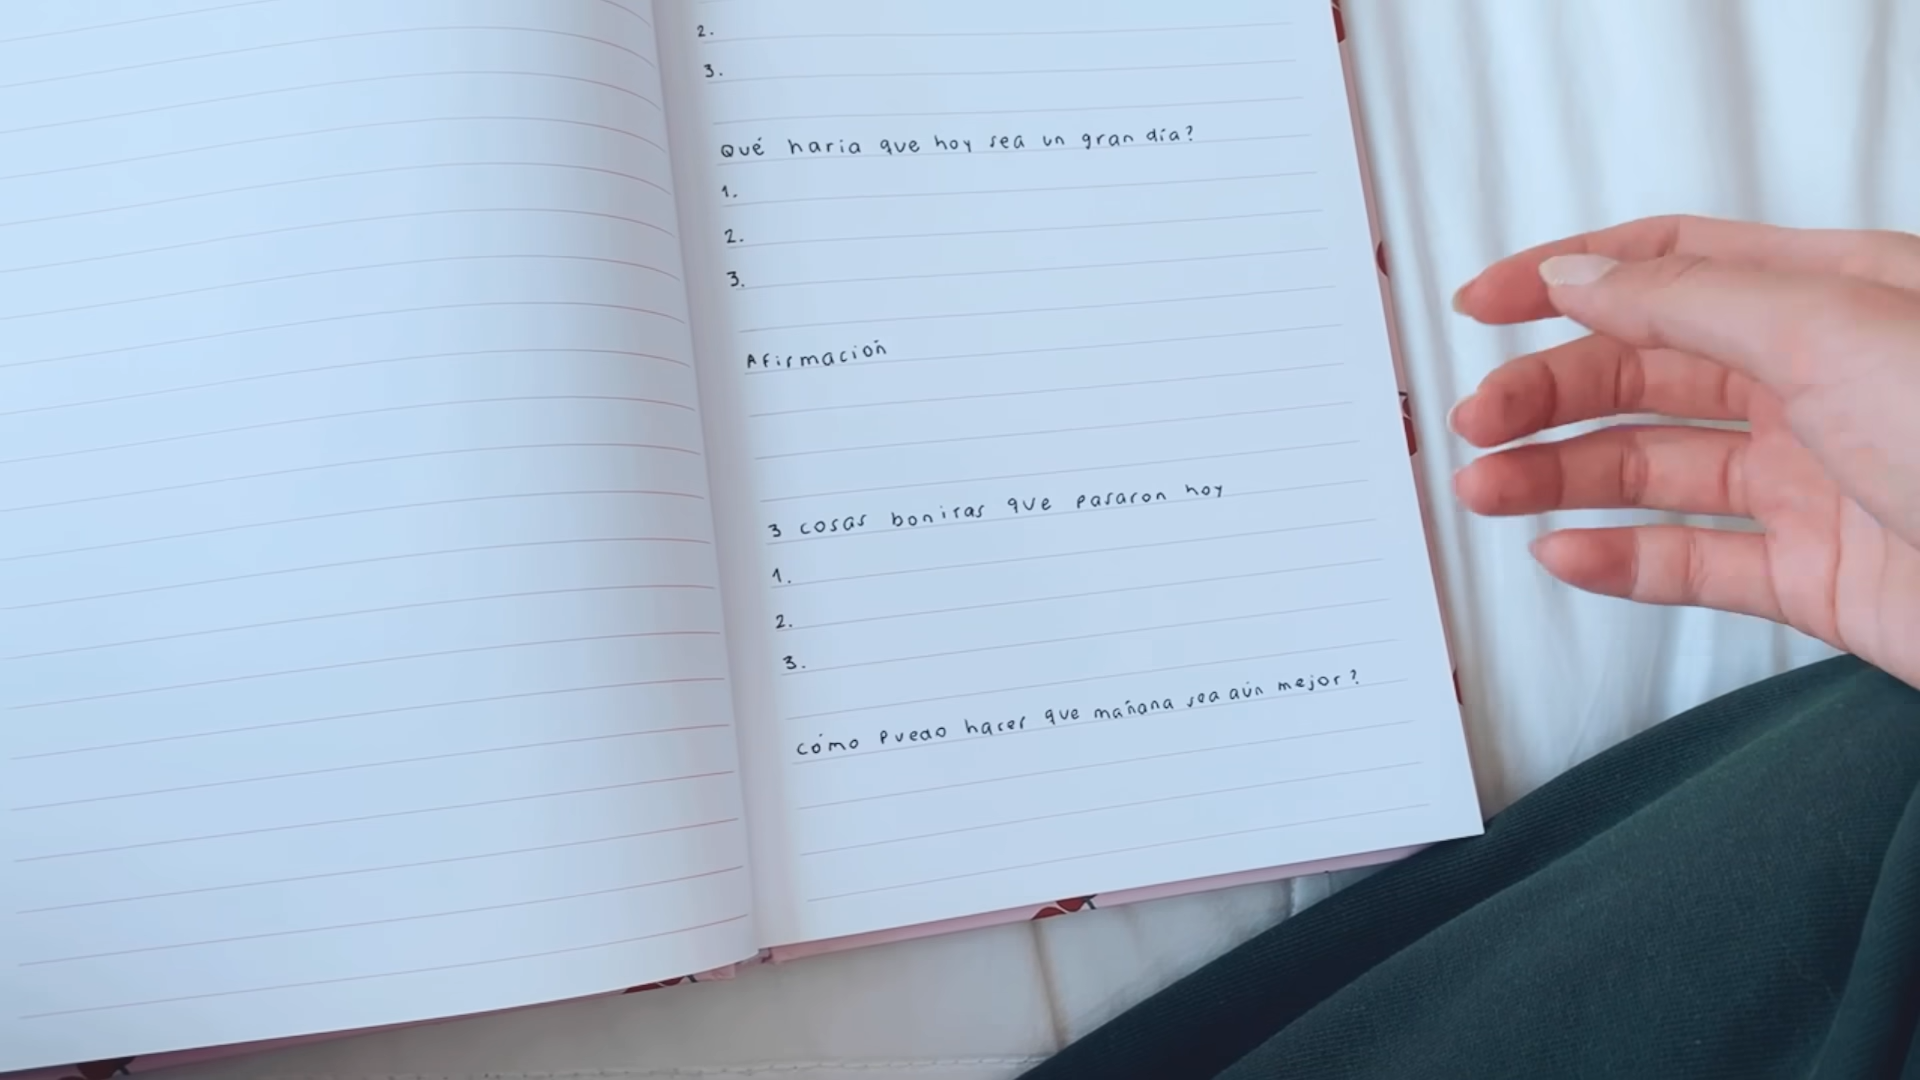 2.
3.
Qué haria que hoy sea un gran día?
1.
2.
3.
Afirmación
3 cosas bonitas que pasaron hoy
1.
2.
3.
Cómo puedo hacer que mañana sea aún mejor?